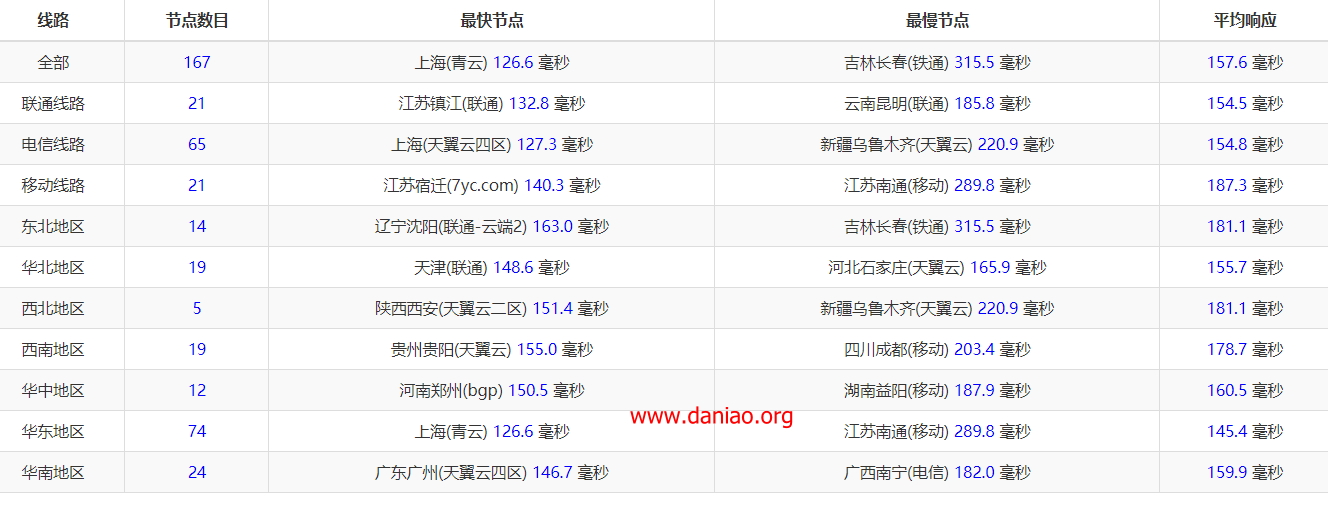 线路 节点数目 最快节点 最慢节点 平均响应
全部 167 上海(青云) 126.6 毫秒 吉林长春(铁通) 315.5 毫秒 157.6 毫秒
联通线路 21 江苏镇江(联通) 132.8 毫秒 云南昆明(联通) 185.8 毫秒 154.5 毫秒
电信线路 65 上海(天翼云四区) 127.3 毫秒 新疆乌鲁木齐(天翼云) 220.9 毫秒 154.8 毫秒
移动线路 21 江苏宿迁(7yc.com) 140.3 毫秒 江苏南通(移动) 289.8 毫秒 187.3 毫秒
东北地区 14 辽宁沈阳(联通-云端2) 163.0 毫秒 吉林长春(铁通) 315.5 毫秒 181.1 毫秒
华北地区 19 天津(联通) 148.6 毫秒 河北石家庄(天翼云) 165.9 毫秒 155.7 毫秒
西北地区 5 陕西西安(天翼云二区) 151.4 毫秒 新疆乌鲁木齐(天翼云) 220.9 毫秒 181.1 毫秒
西南地区 19 贵州贵阳(天翼云) 155.0 毫秒 四川成都(移动) 203.4 毫秒 178.7 毫秒
华中地区 12 河南郑州(bgp) 150.5 毫秒 湖南益阳(移动) 187.9 毫秒 160.5 毫秒
www.daniao.org
华东地区 74 上海(青云) 126.6 毫秒 江苏南通(移动) 289.8 毫秒 145.4 毫秒
华南地区 24 广东广州(天翼云四区) 146.7 毫秒 广西南宁(电信) 182.0 毫秒 159.9 毫秒